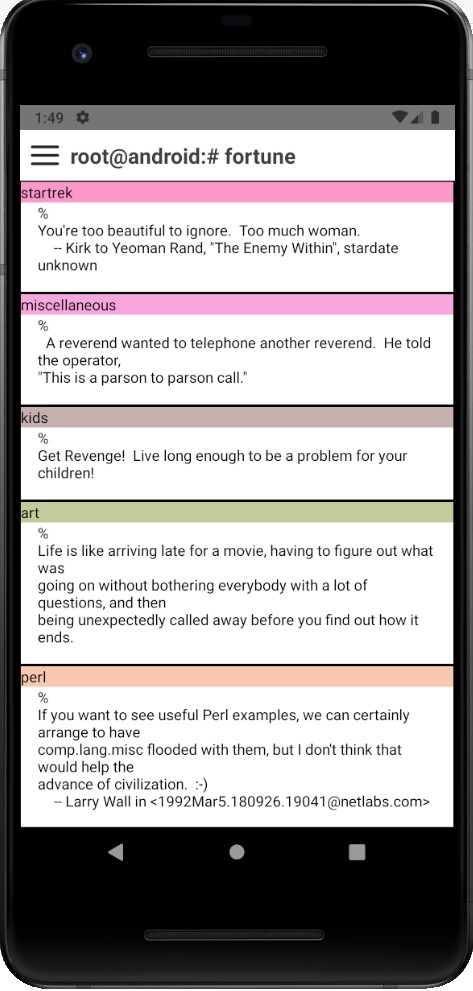 1:49
root@android:# fortune
startrek
%
You're too beautiful to ignore.  Too much woman.
    -- Kirk to Yeoman Rand, "The Enemy Within", stardate
unknown
miscellaneous
%
  A reverend wanted to telephone another reverend.  He told
the operator,
"This is a parson to parson call."
kids
%
Get Revenge!  Live long enough to be a problem for your
children!
art
%
Life is like arriving late for a movie, having to figure out what
was
going on without bothering everybody with a lot of
questions, and then
being unexpectedly called away before you find out how it
ends.
perl
%
If you want to see useful Perl examples, we can certainly
arrange to have
comp.lang.misc flooded with them, but I don't think that
would help the
advance of civilization.  :-)
    -- Larry Wall in <1992Mar5.180926.19041@netlabs.com>